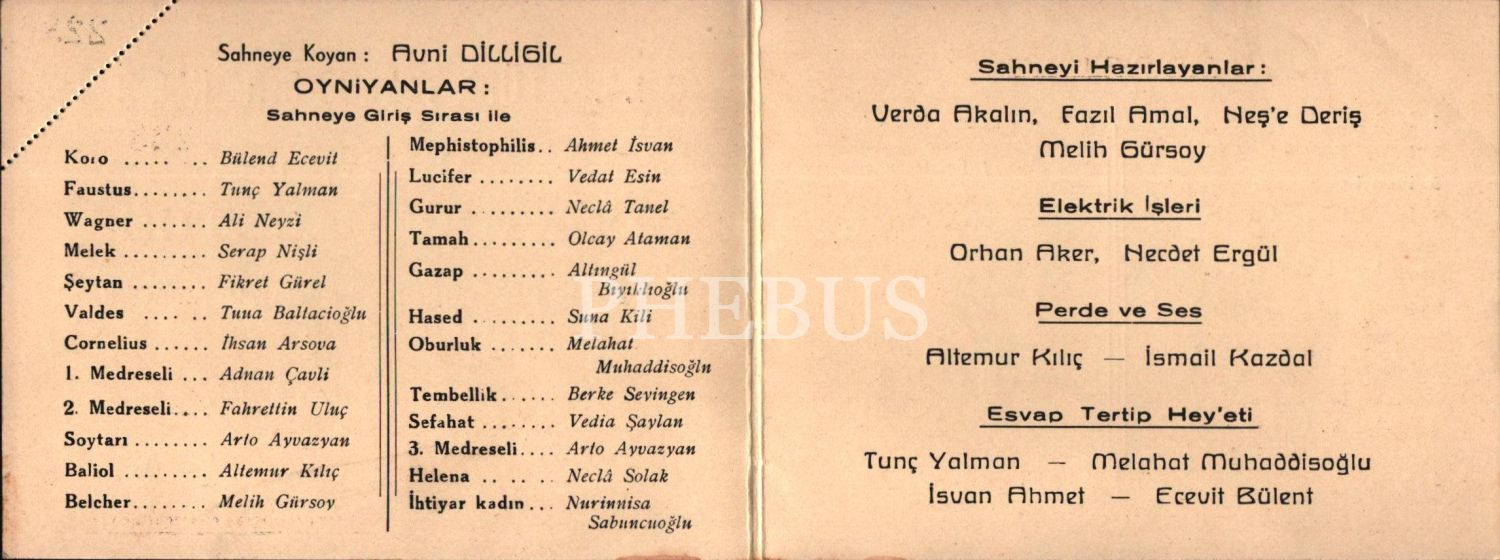 Sahneye Koyan : Avni DİLLİGİL
OYNİYANLAR :
Sahneye Giriş Sırası ile
Koro ..... .. Bülend Ecevit
Faustus........ Tunç Yalman
Wagner ....... Ali Neyzi
Melek ......... Serap Nişli
Şeytan ........ Fikret Gürel
Valdes .... .. Tuua Baltacioğlu
Cornelius ...... İhsan Arsova
1. Medreseli ... Adnan Çavli
2. Medreseli.... Fahrettin Uluç
Soytarı ........ Arto Ayvazyan
Baliol ......... Altemur Kılıç
Belcher........ Melih Gürsoy
Mephistophilis.. Ahmet İsvan
Lucifer ........ Vedat Esin
Gurur ......... Neclâ Tanel
Tamah......... Olcay Ataman
Gazap ......... Altıngül
Bıyıklıoğlu
Hased ......... Suna Kili
Oburluk ....... Melahat
Muhaddisoğln
Tembellik...... Berke Sevingen
Sefahat ........ Vedia Şaylan
3. Medreseli.... Arto Ayvazyan
Helena ........ Neclâ Solak
İhtiyar kadın... Nurinnisa
Sabuncuoğlu
Sahneyi Hazırlayanlar :
Verda Akalın, Fazıl Amal, Neş'e Deriş
Melih Gürsoy
Elektrik İşleri
Orhan Aker, Necdet Ergül
Perde ve Ses
Altemur Kılıç — İsmail Kazdal
Esvap Tertip Hey'eti
Tunç Yalman — Melahat Muhaddisoğlu
İsvan Ahmet — Ecevit Bülent
PHEBUS